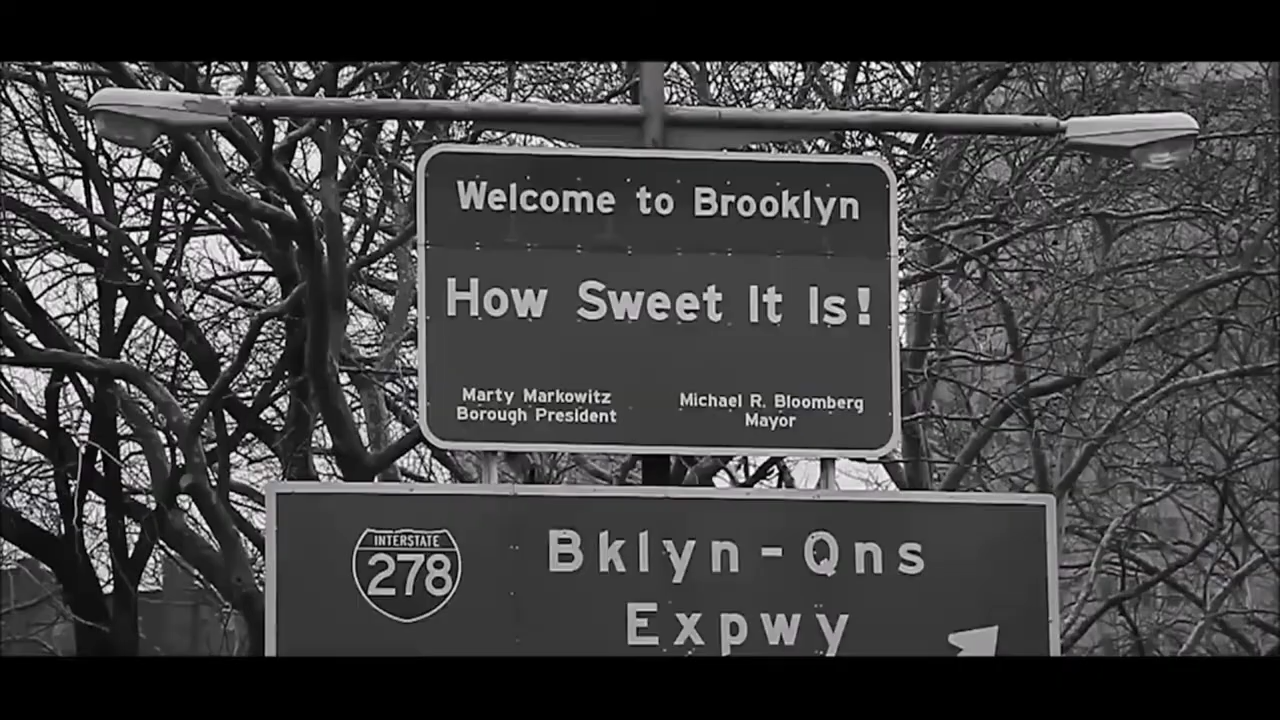 Welcome to Brooklyn
How Sweet It Is!
Marty Markowitz
Borough President
Michael R. Bloomberg
Mayor
INTERSTATE
278
Bklyn-Qns
Expwy